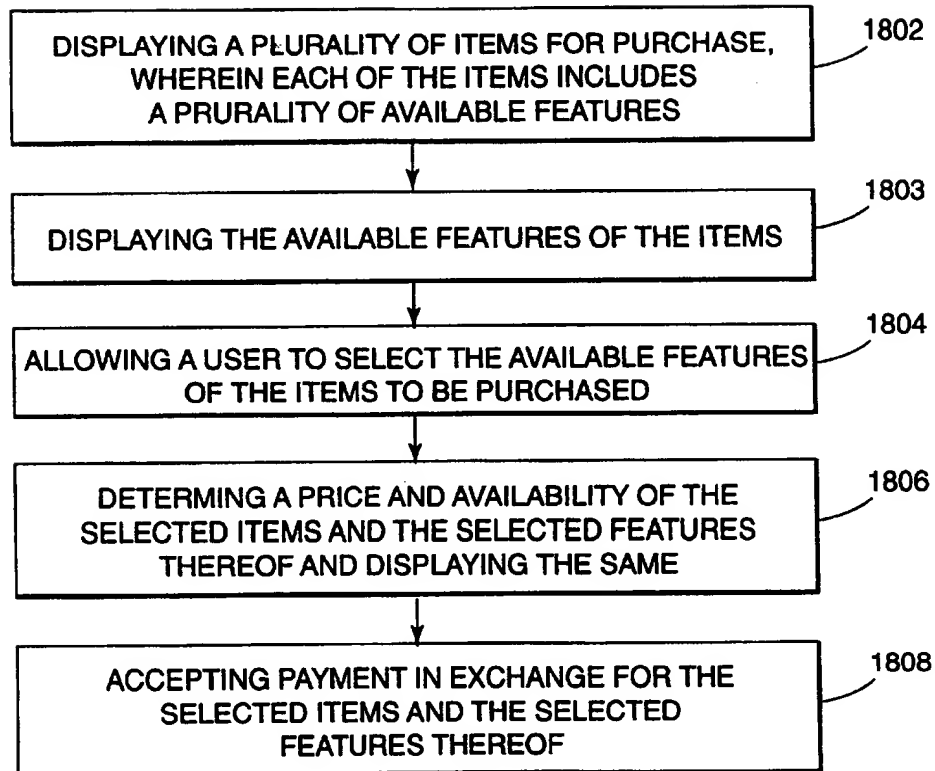 DISPLAYING A PLURALITY OF ITEMS FOR PURCHASE,
WHEREIN EACH OF THE ITEMS INCLUDES
A PRURALITY OF AVAILABLE FEATURES
1802
DISPLAYING THE AVAILABLE FEATURES OF THE ITEMS
1803
ALLOWING A USER TO SELECT THE AVAILABLE FEATURES
OF THE ITEMS TO BE PURCHASED
1804
DETERMING A PRICE AND AVAILABILITY OF THE
SELECTED ITEMS AND THE SELECTED FEATURES
THEREOF AND DISPLAYING THE SAME
1806
ACCEPTING PAYMENT IN EXCHANGE FOR THE
SELECTED ITEMS AND THE SELECTED
FEATURES THEREOF
1808